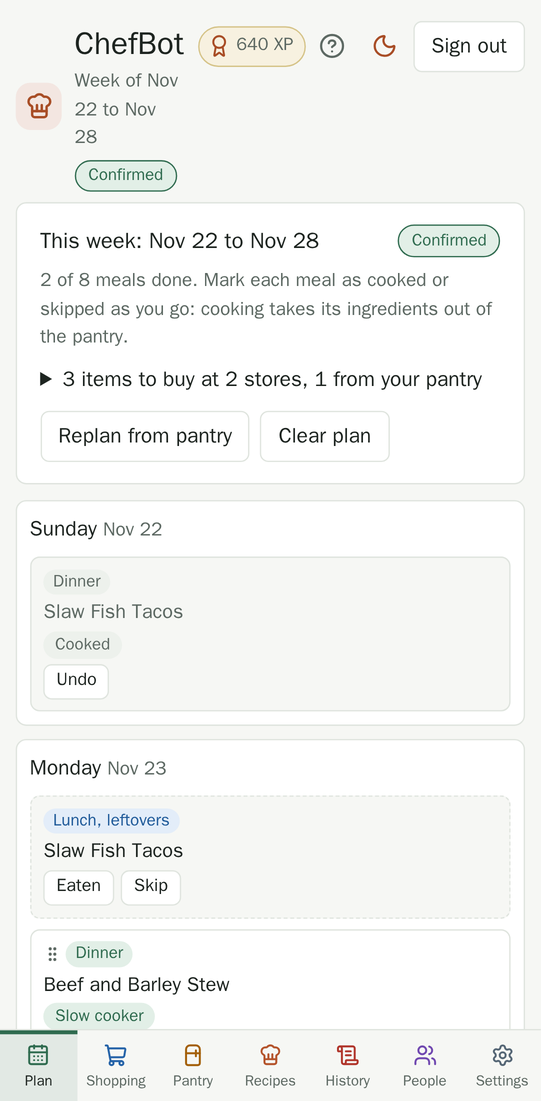 ChefBot
640 XP
Sign out
Week of Nov
22 to Nov
28
Confirmed
This week: Nov 22 to Nov 28
Confirmed
2 of 8 meals done. Mark each meal as cooked or
skipped as you go: cooking takes its ingredients out of
the pantry.
3 items to buy at 2 stores, 1 from your pantry
Replan from pantry
Clear plan
Sunday Nov 22
Dinner
Slaw Fish Tacos
Cooked
Undo
Monday Nov 23
Lunch, leftovers
Slaw Fish Tacos
Eaten
Skip
Dinner
Beef and Barley Stew
Slow cooker
Plan
Shopping
Pantry
Recipes
History
People
Settings